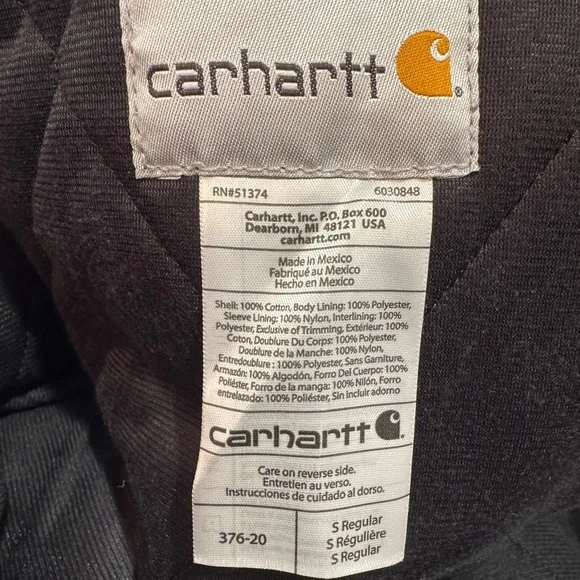 carhartt
RN#51374 6030848
Carhartt, Inc. P.O. Box 600
Dearborn, MI 48121 USA
carhartt.com
Made in Mexico
Fabriqué au Mexico
Hecho en Mexico
Shell: 100% Cotton, Body Lining: 100% Polyester,
Sleeve Lining: 100% Nylon, Interlining: 100%
Polyester, Exclusive of Trimming, Extérieur: 100%
Coton, Doublure Du Corps: 100% Polyester,
Doublure de la Manche: 100% Nylon,
Entredoublure : 100% Polyester, Sans Garniture,
Armazón: 100% Algodón, Forro Del Cuerpo: 100%
Poliéster, Forro de la manga: 100% Nilón, Forro
entrelazado: 100% Poliéster, Sin incluir adorno
carhartt
Care on reverse side.
Entretien au verso.
Instrucciones de cuidado al dorso.
376-20
S Regular
S Régulière
S Regular